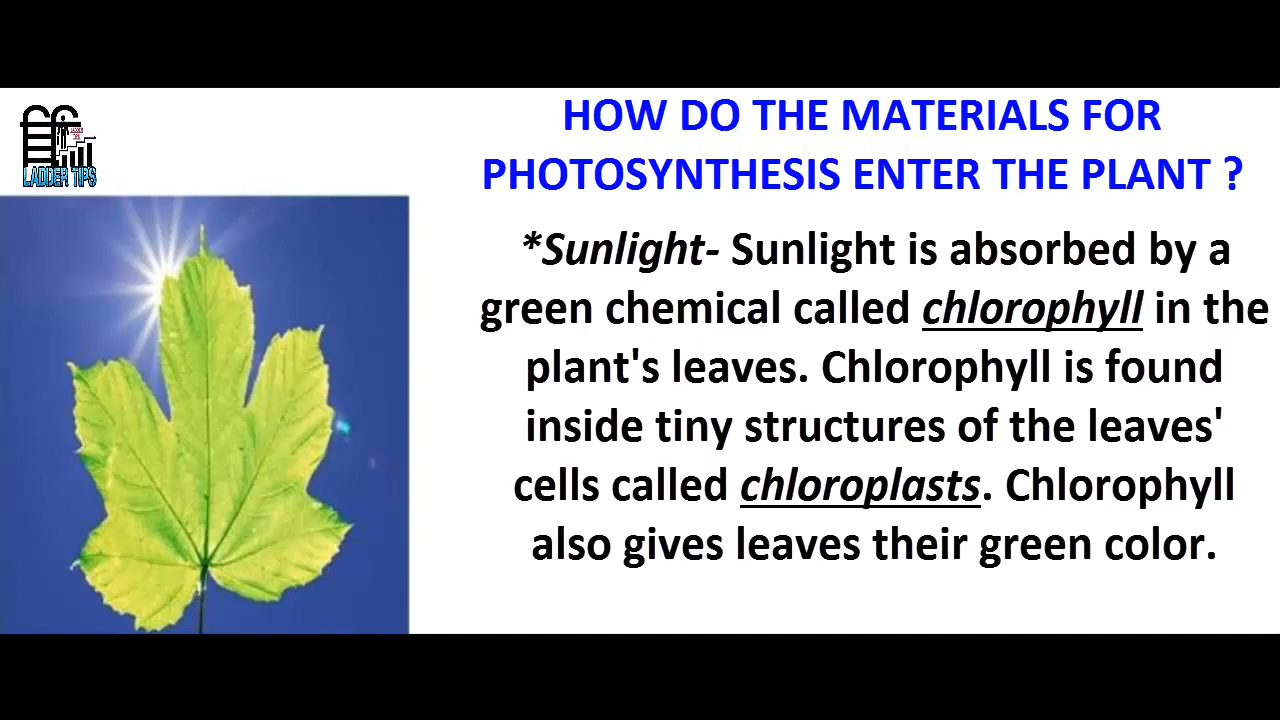 LADDER TIPS
HOW DO THE MATERIALS FOR
PHOTOSYNTHESIS ENTER THE PLANT ?
*Sunlight- Sunlight is absorbed by a
green chemical called chlorophyll in the
plant's leaves. Chlorophyll is found
inside tiny structures of the leaves'
cells called chloroplasts. Chlorophyll
also gives leaves their green color.